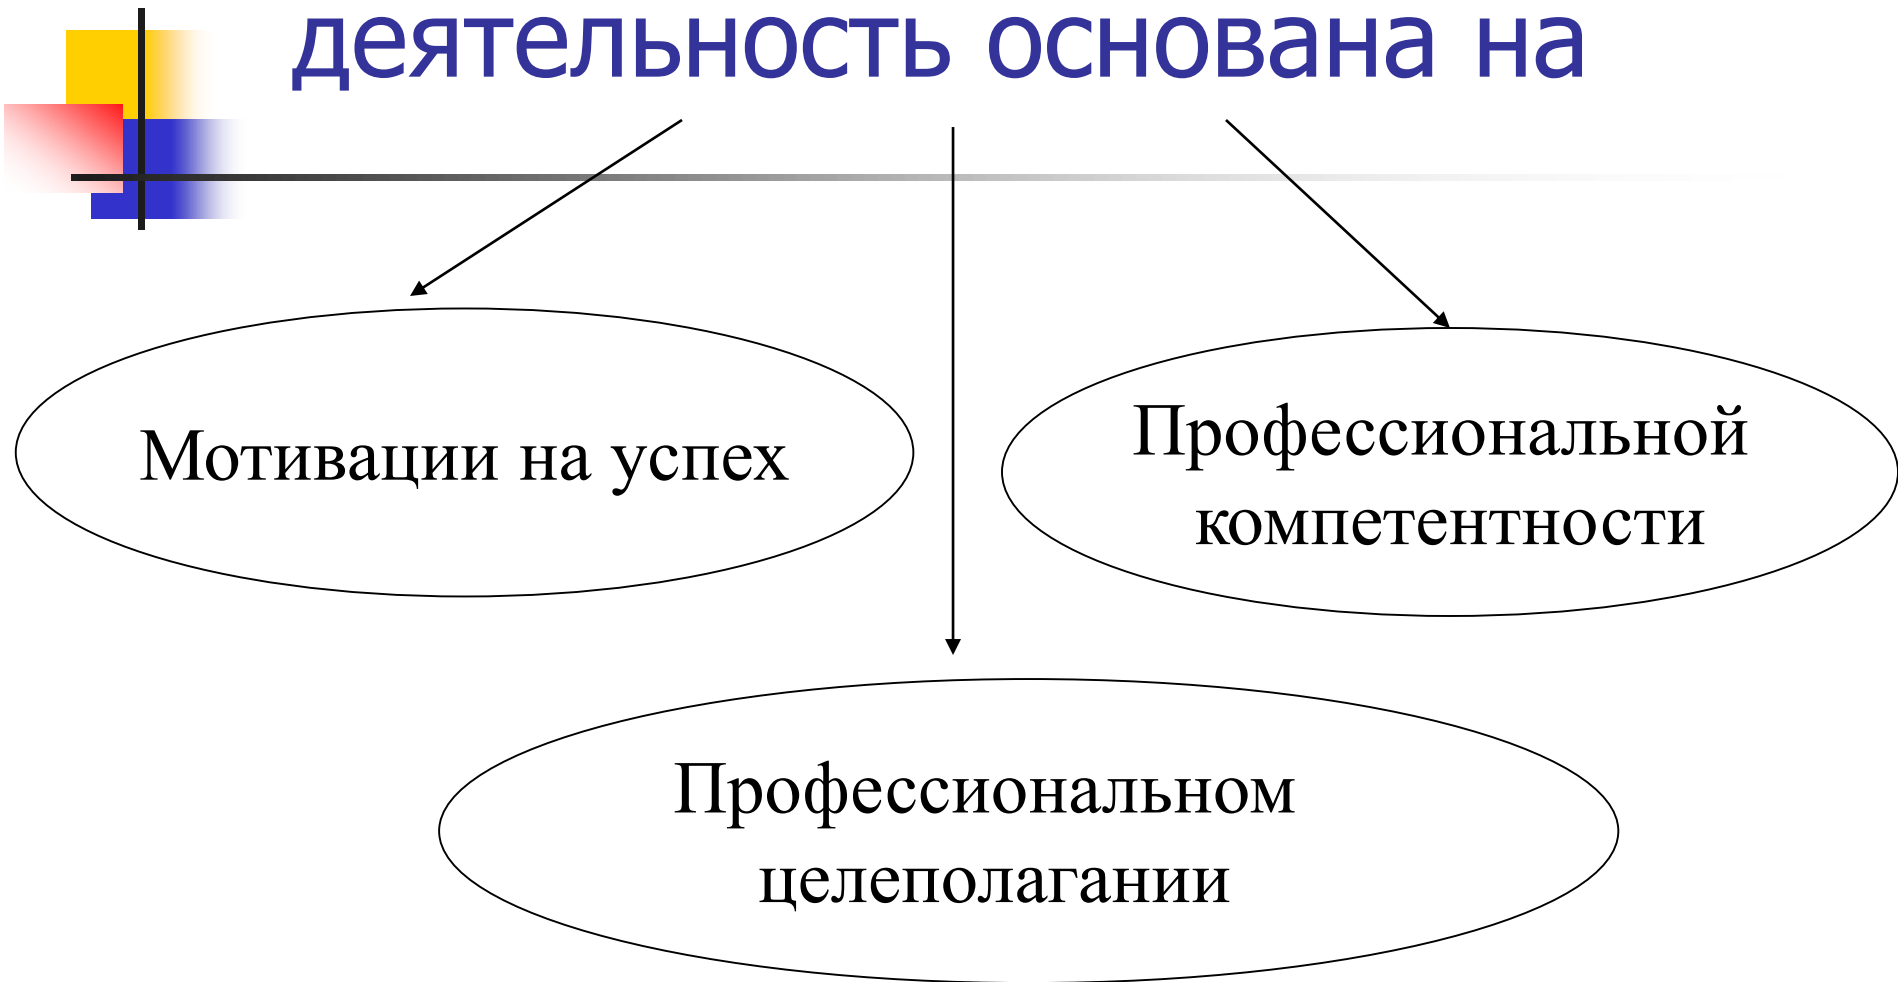 деятельность основана на
Мотивации на успех
Профессиональной
компетентности
Профессиональном
целеполагании